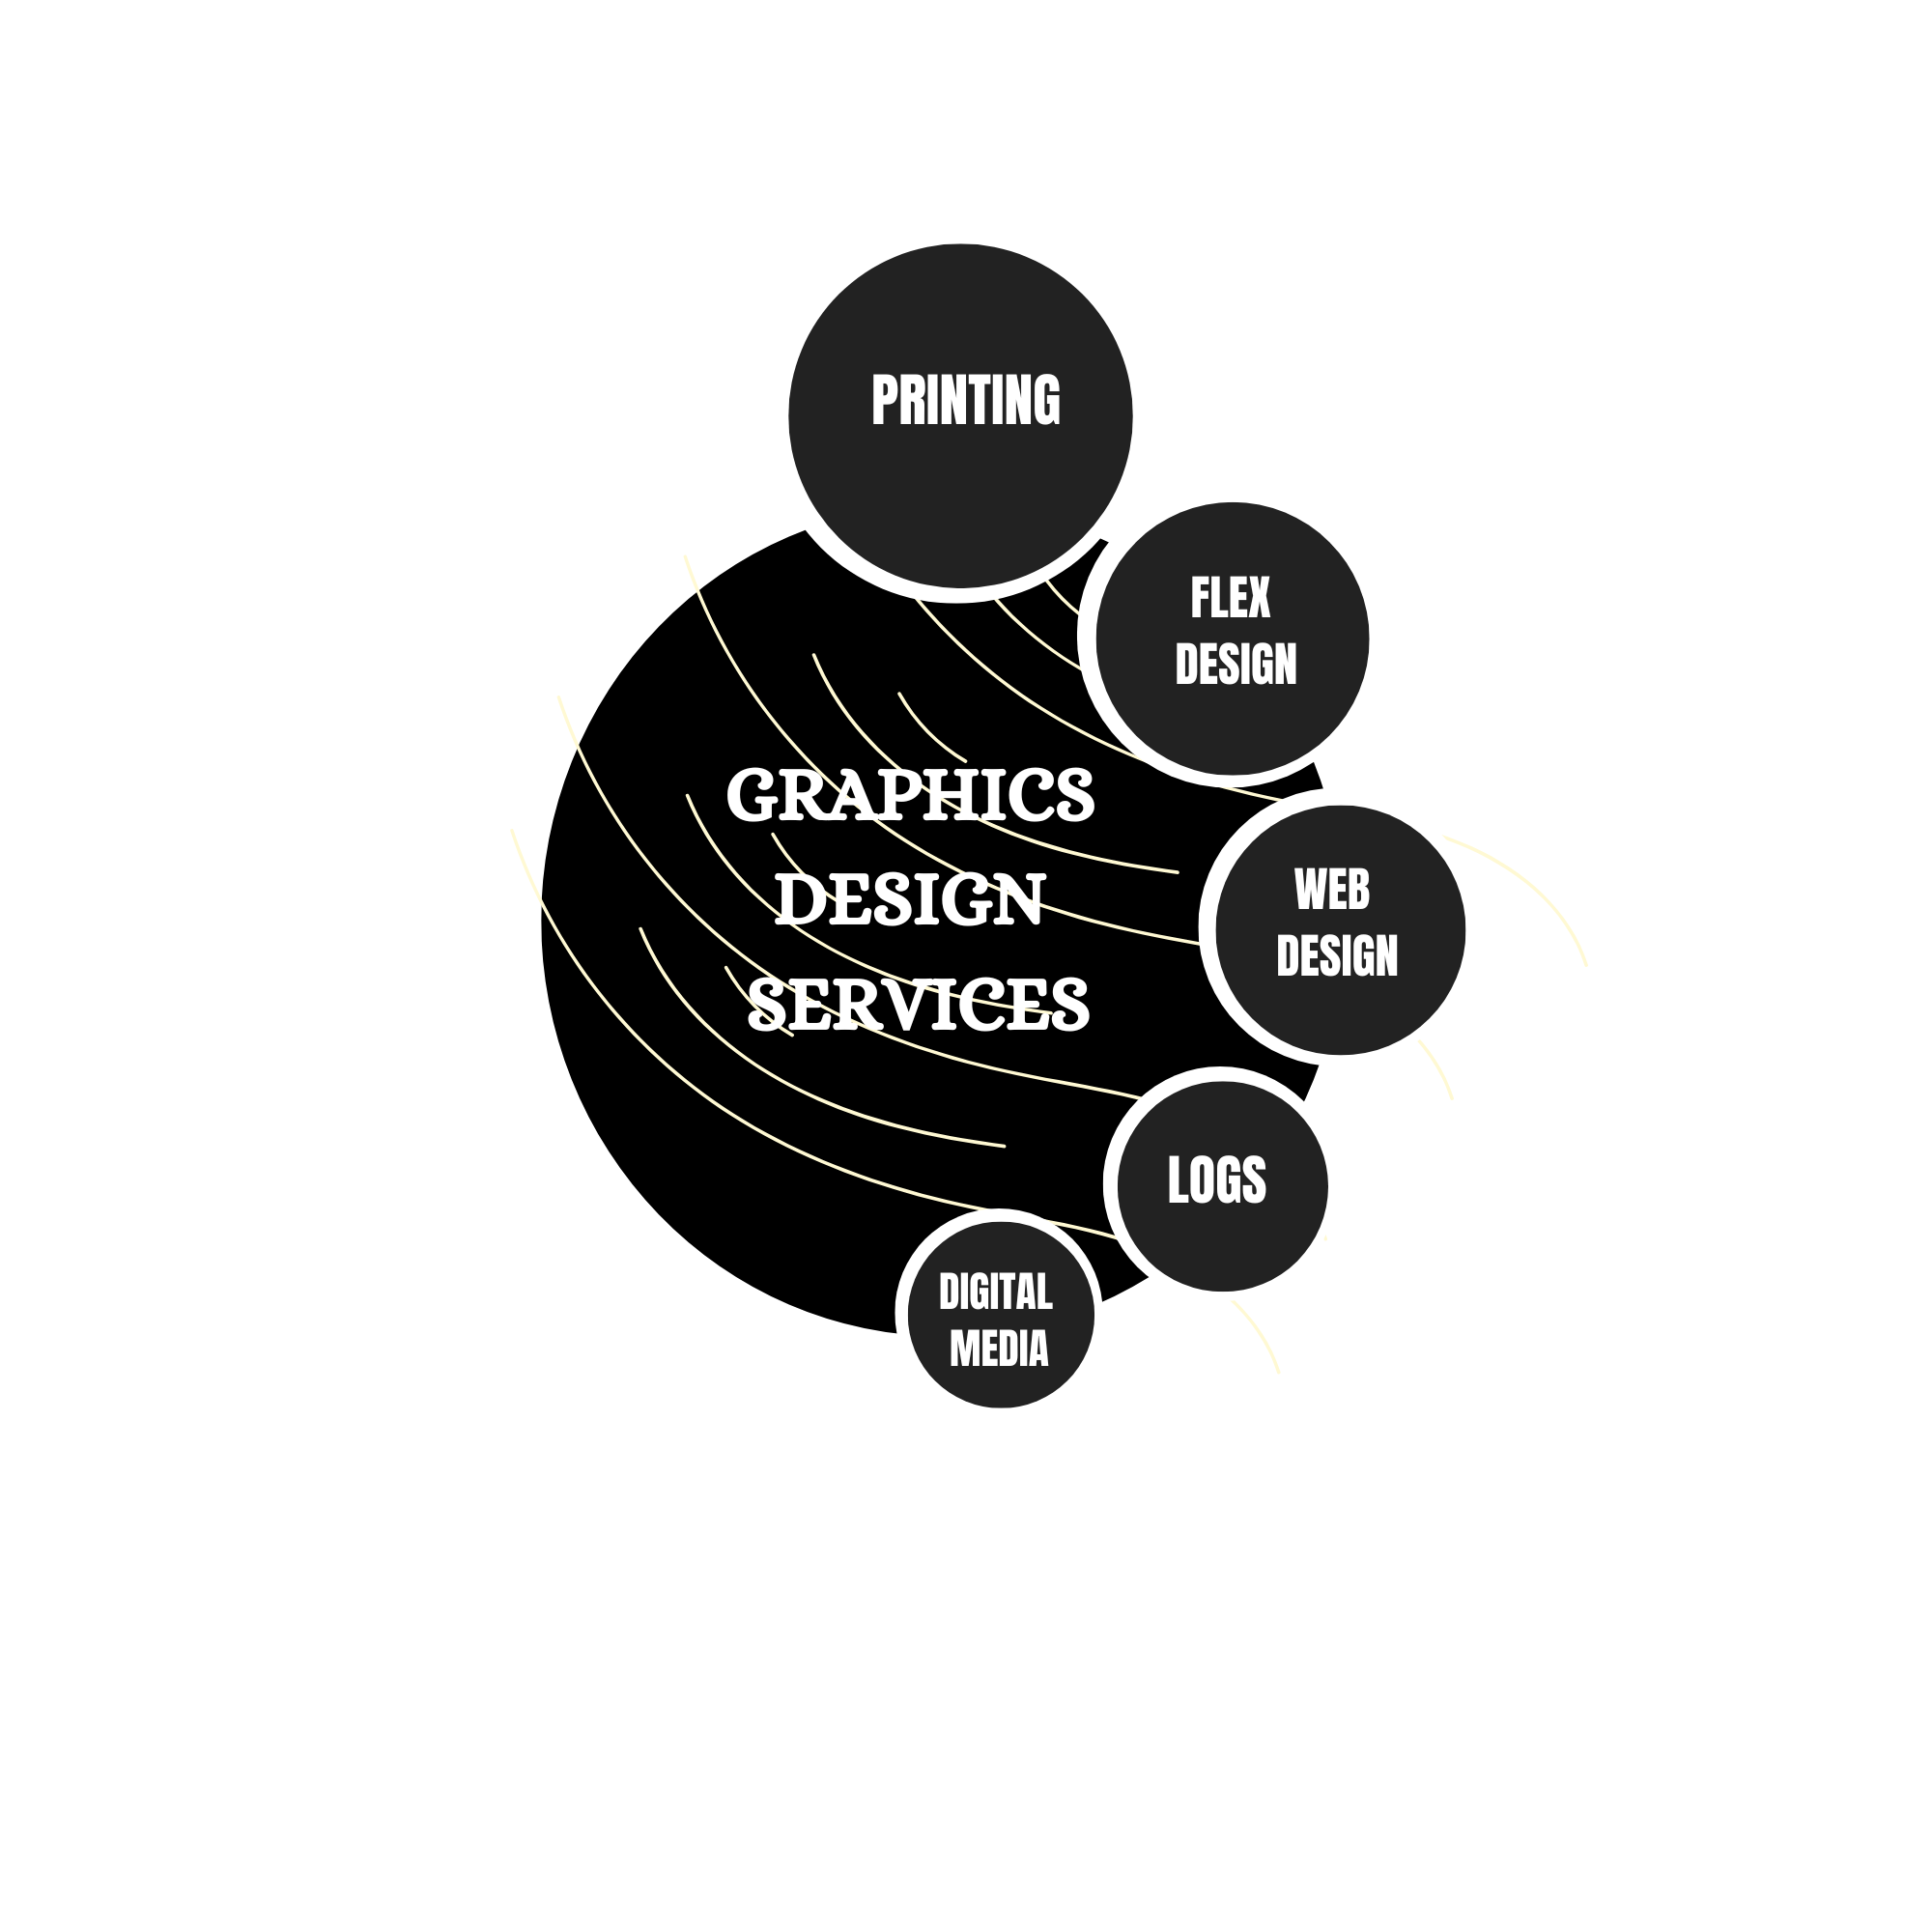 PRINTING
FLEX
DESIGN
GRAPHICS
DESIGN
SERVICES
WEB
DESIGN
LOGS
DIGITAL
MEDIA